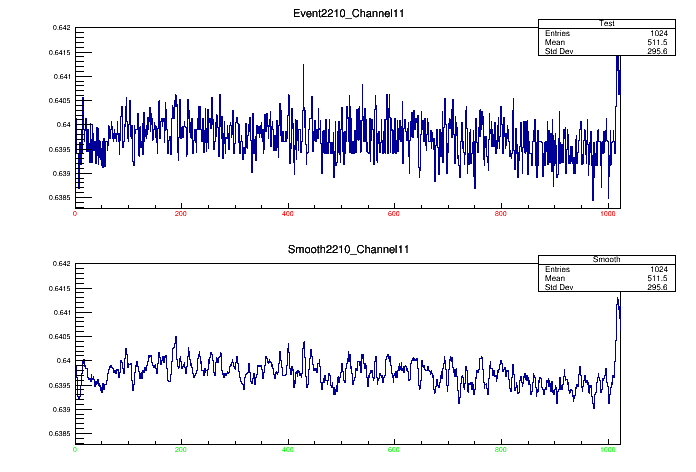 Event2210_Channel11
Test
Entries 1024
Mean 511.5
Std Dev 295.6
0.642
0.6415
0.641
0.6405
0.64
0.6395
0.639
0.6385
0 200 400 600 800 1000
Smooth2210_Channel11
Smooth
Entries 1024
Mean 511.5
Std Dev 295.6
0.642
0.6415
0.641
0.6405
0.64
0.6395
0.639
0.6385
0 200 400 600 800 1000